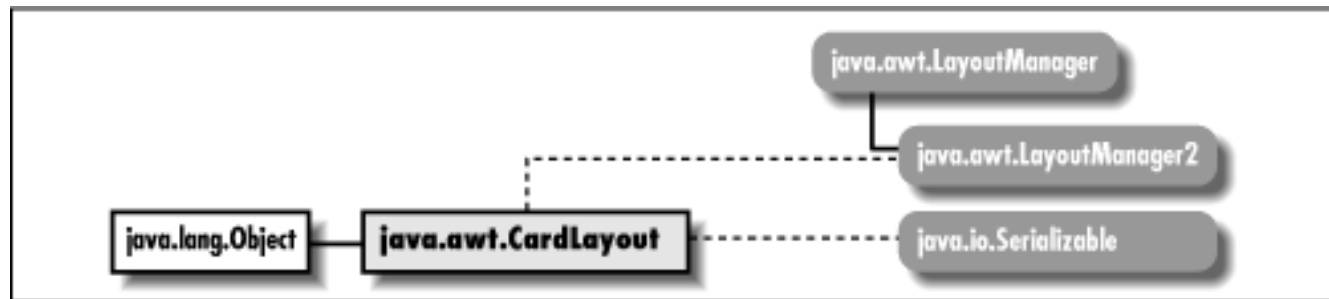 java.awt.LayoutManager
java.awt.LayoutManager2
java.lang.Object
java.awt.CardLayout
java.io.Serializable